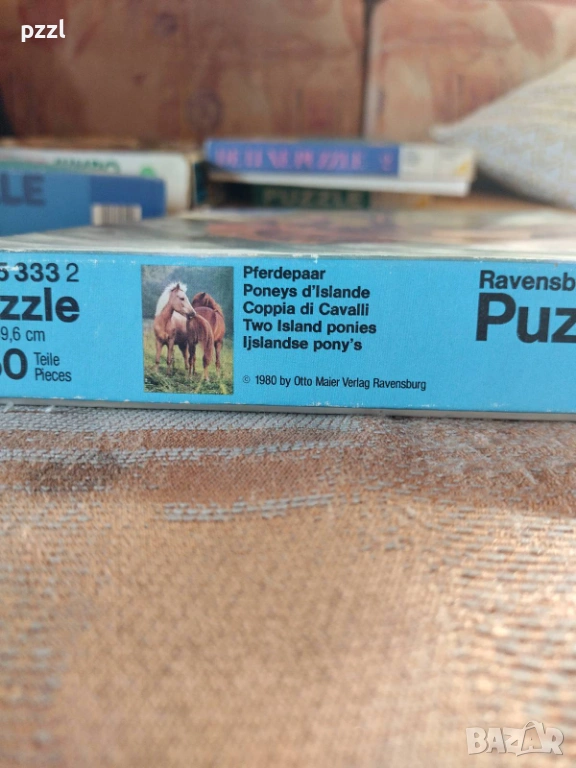 pzzl
PUZZLE
LE
5 333 2
zzle
9,6 cm
0 Teile
Pieces
Pferdepaar
Poneys d'Islande
Coppia di Cavalli
Two Island ponies
Ijslandse pony's
© 1980 by Otto Maier Verlag Ravensburg
Ravensb
Puz
BAZAR